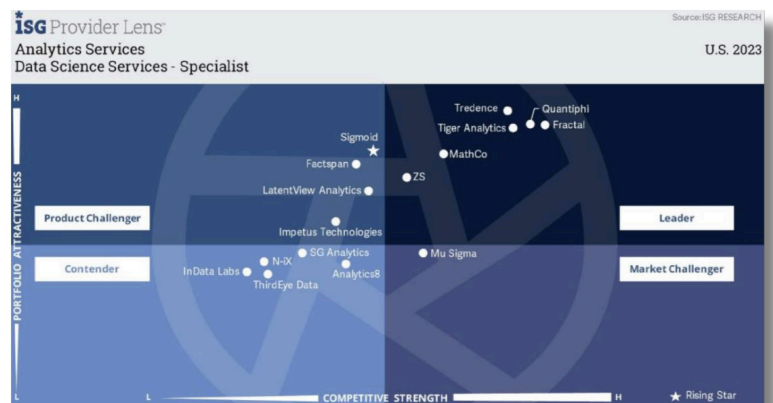 Source: ISG RESEARCH
iSG Provider Lens™
Analytics Services
U.S. 2023
Data Science Services - Specialist
H
Tredence
Quantiphi
Tiger Analytics
Fractal
Sigmoid
MathCo
Factspan
ZS
LatentView Analytics
Product Challenger
Leader
Impetus Technologies
SG Analytics
Mu Sigma
Contender
N-iX
Market Challenger
InData Labs
Analytics8
ThirdEye Data
PORTFOLIO ATTRACTIVENESS
L
L
COMPETITIVE STRENGTH
H
Rising Star